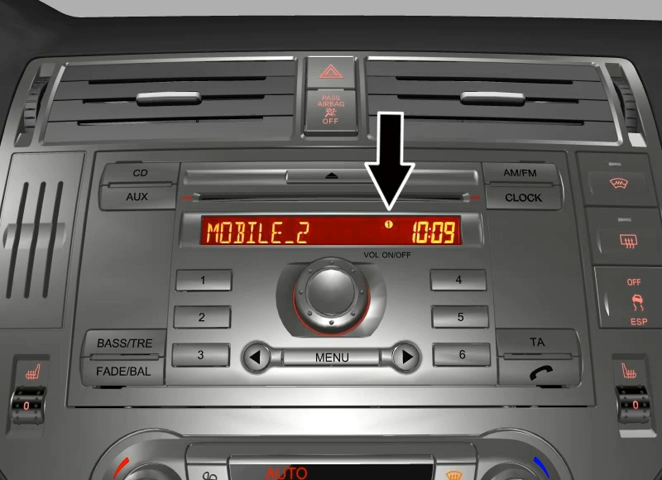 PASS
AIRBAG
OFF
CD
AUX
AM/FM
CLOCK
MOBILE_2
10:09
VOL ON/OFF
1
2
3
4
5
6
BASS/TRE
FADE/BAL
MENU
TA
OFF
ESP
0
0
AUTO